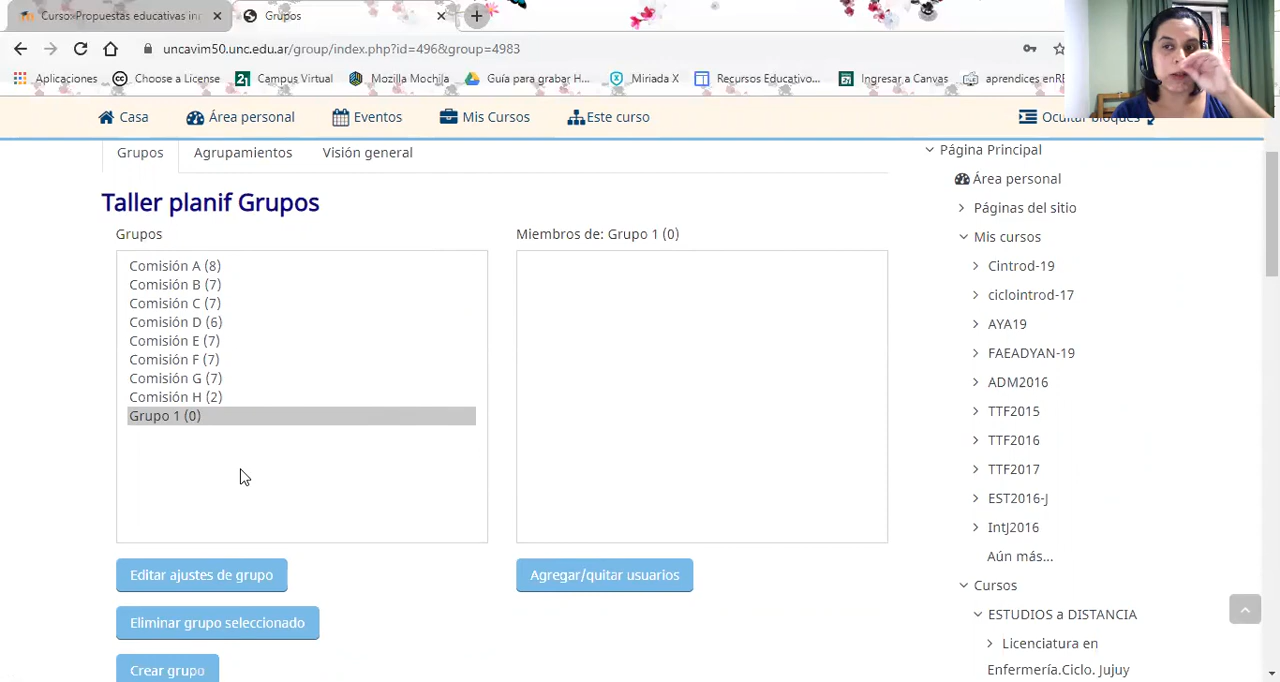 Curso»Propuestas educativas in
Grupos
uncavim50.unc.edu.ar/group/index.php?id=496&group=4983
Aplicaciones
Choose a License
Campus Virtual
Mozilla Mochila
Guía para grabar H...
Miriada X
Recursos Educativo...
Ingresar a Canvas
aprendices enRE
Casa
Área personal
Eventos
Mis Cursos
Este curso
Ocultar bloques
Grupos
Agrupamientos
Visión general
Taller planif Grupos
Grupos
Comisión A (8)
Comisión B (7)
Comisión C (7)
Comisión D (6)
Comisión E (7)
Comisión F (7)
Comisión G (7)
Comisión H (2)
Grupo 1 (0)
Editar ajustes de grupo
Eliminar grupo seleccionado
Crear grupo
Miembros de: Grupo 1 (0)
Agregar/quitar usuarios
Página Principal
Área personal
Páginas del sitio
Mis cursos
Cintrod-19
ciclointrod-17
AYA19
FAEADYAN-19
ADM2016
TTF2015
TTF2016
TTF2017
EST2016-J
IntJ2016
Aún más...
Cursos
ESTUDIOS a DISTANCIA
Licenciatura en
Enfermería.Ciclo. Jujuy